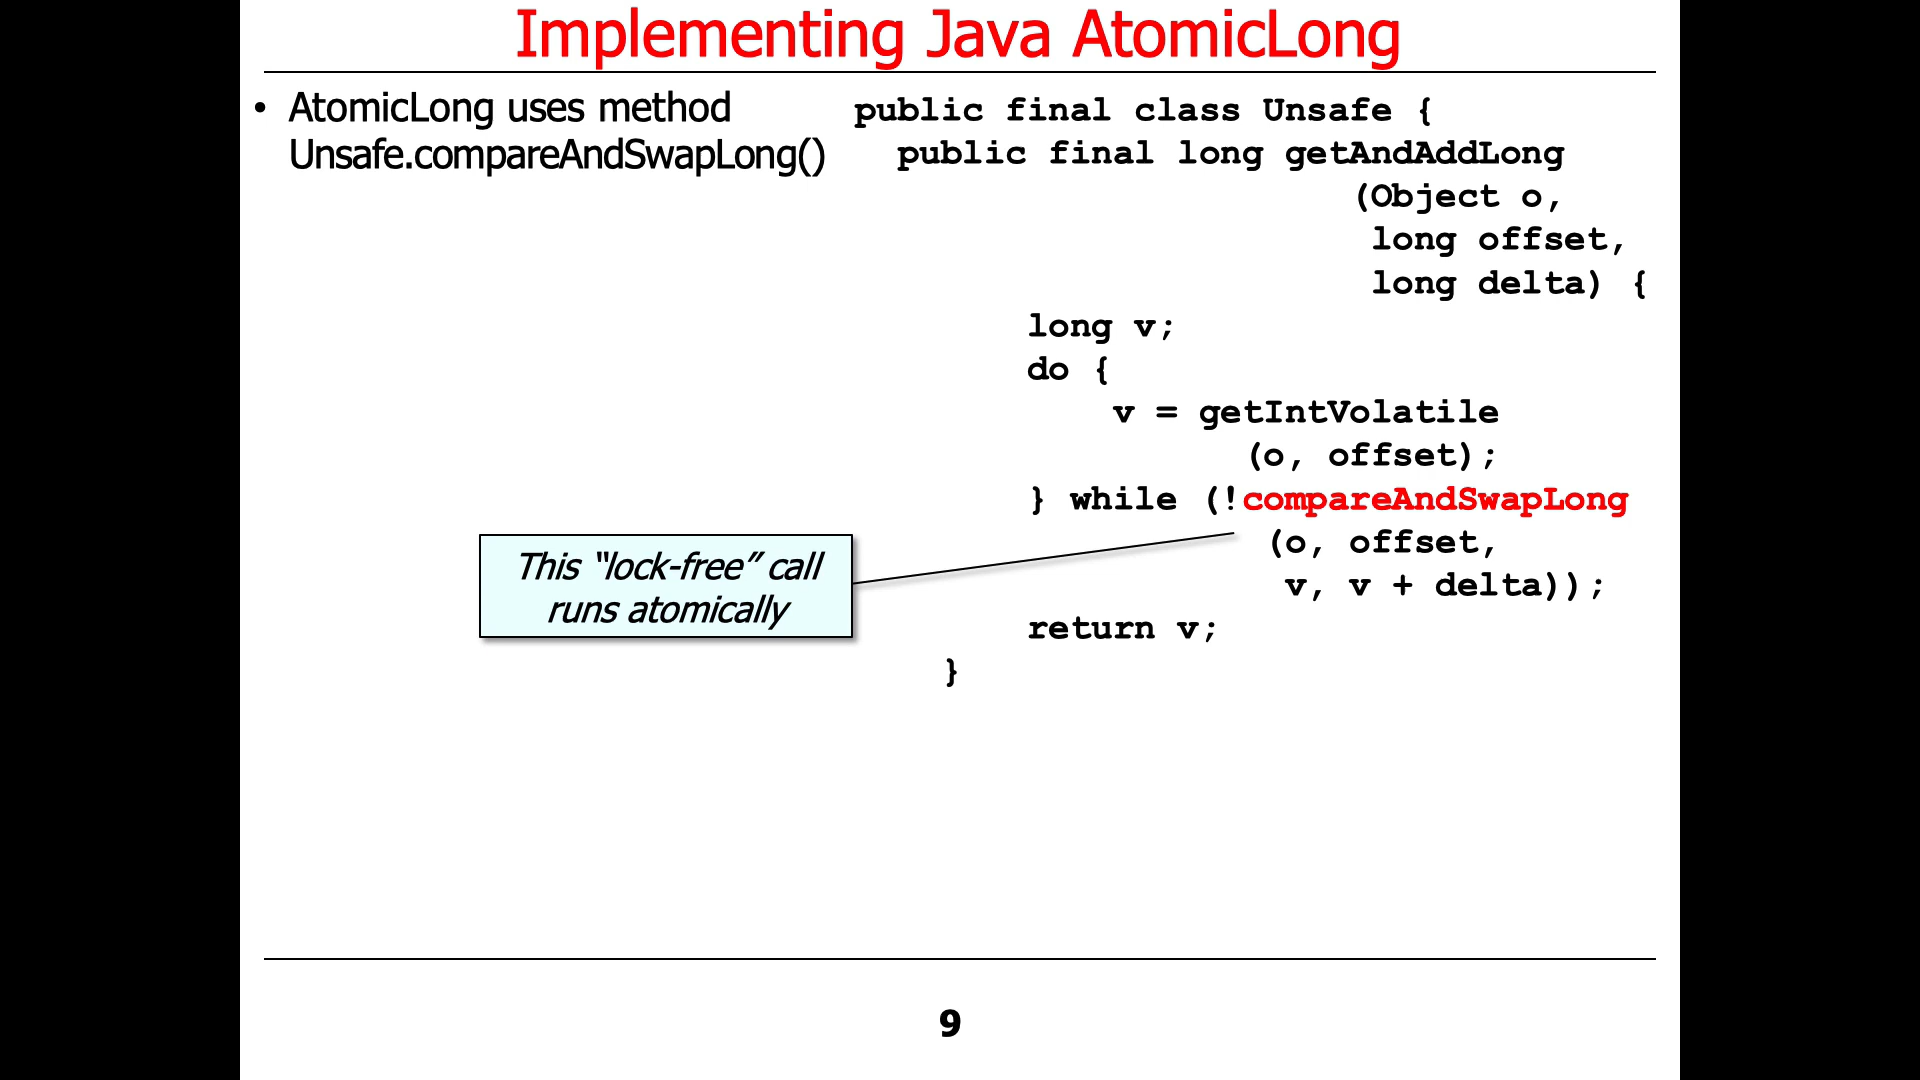 Implementing Java AtomicLong
• AtomicLong uses method
Unsafe.compareAndSwapLong()
public final class Unsafe {
public final long getAndAddLong
(Object o,
long offset,
long delta) {
long v;
do {
v = getIntVolatile
(o, offset);
} while (!compareAndSwapLong
(o, offset,
v, v + delta));
return v;
}
This “lock-free” call
runs atomically
9